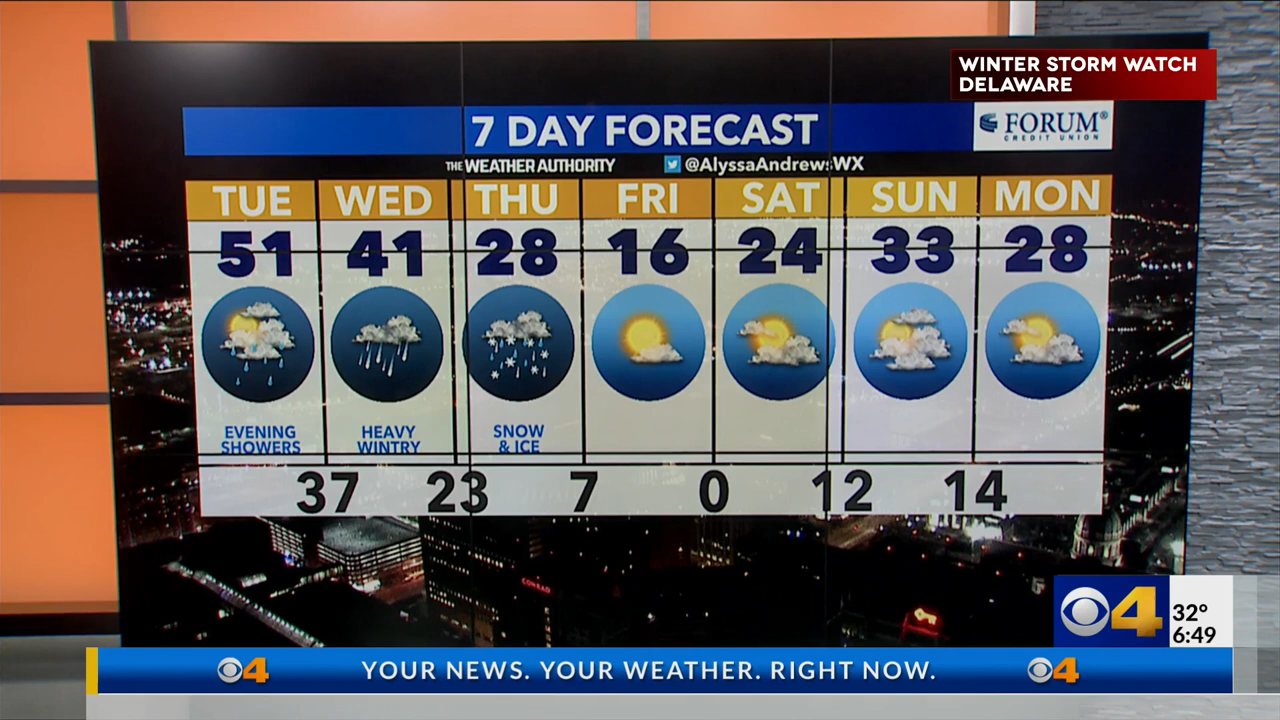 WINTER STORM WATCH
DELAWARE
7 DAY FORECAST
FORUM®
CREDIT UNION
THE WEATHER AUTHORITY
@AlyssaAndrewsWX
TUE WED THU FRI SAT SUN MON
51 41 28 16 24 33 28
EVENING SHOWERS
HEAVY WINTRY
SNOW & ICE
37 23 7 0 12 14
CONRAD
4
32°
6:49
4 YOUR NEWS. YOUR WEATHER. RIGHT NOW. 4